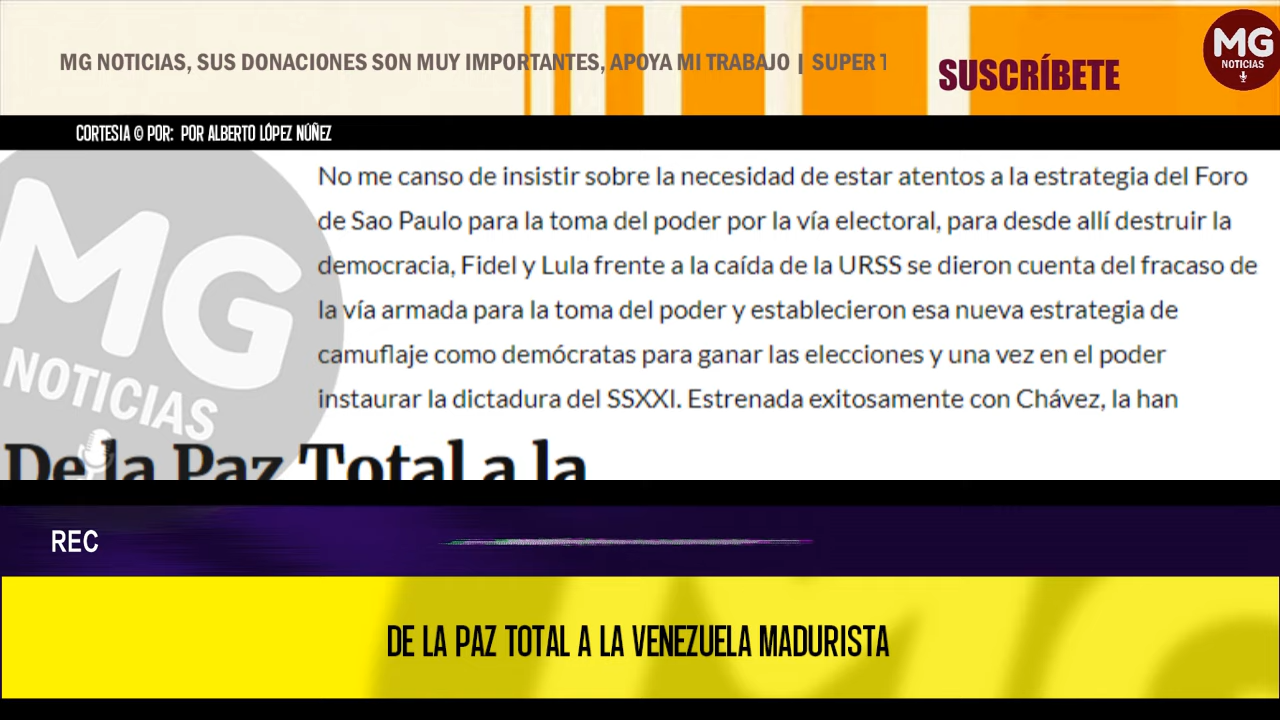 MG NOTICIAS, SUS DONACIONES SON MUY IMPORTANTES, APOYA MI TRABAJO | SUPER
SUSCRÍBETE
MG
NOTICIAS
CORTESIA © POR: POR ALBERTO LÓPEZ NÚÑEZ
No me canso de insistir sobre la necesidad de estar atentos a la estrategia del Foro
de Sao Paulo para la toma del poder por la vía electoral, para desde allí destruir la
democracia, Fidel y Lula frente a la caída de la URSS se dieron cuenta del fracaso de
la vía armada para la toma del poder y establecieron esa nueva estrategia de
camuflaje como demócratas para ganar las elecciones y una vez en el poder
instaurar la dictadura del SSXXI. Estrenada exitosamente con Chávez, la han
MG
NOTICIAS
De la Paz Total a la
REC
DE LA PAZ TOTAL A LA VENEZUELA MADURISTA